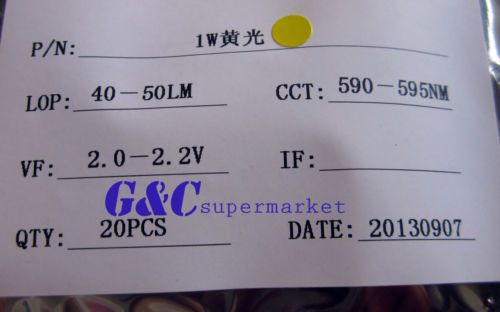 P/N: 1W黄光
LOP: 40-50LM CCT: 590-595NM
VF: 2.0-2.2V IF:
G&C supermarket
QTY: 20PCS DATE: 20130907